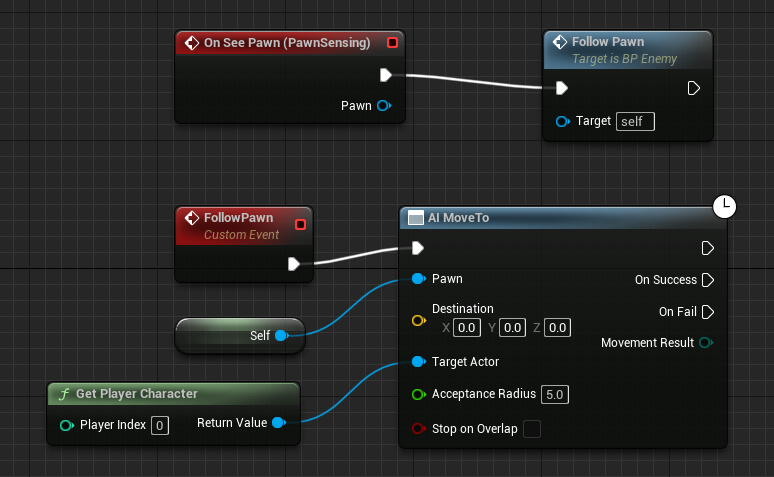 On See Pawn (PawnSensing)
Pawn
Follow Pawn
Target is BP Enemy
Target self
FollowPawn
Custom Event
Self
f Get Player Character
Player Index 0
Return Value
AI MoveTo
Pawn
On Success
Destination
X 0.0 Y 0.0 Z 0.0
On Fail
Movement Result
Target Actor
Acceptance Radius 5.0
Stop on Overlap